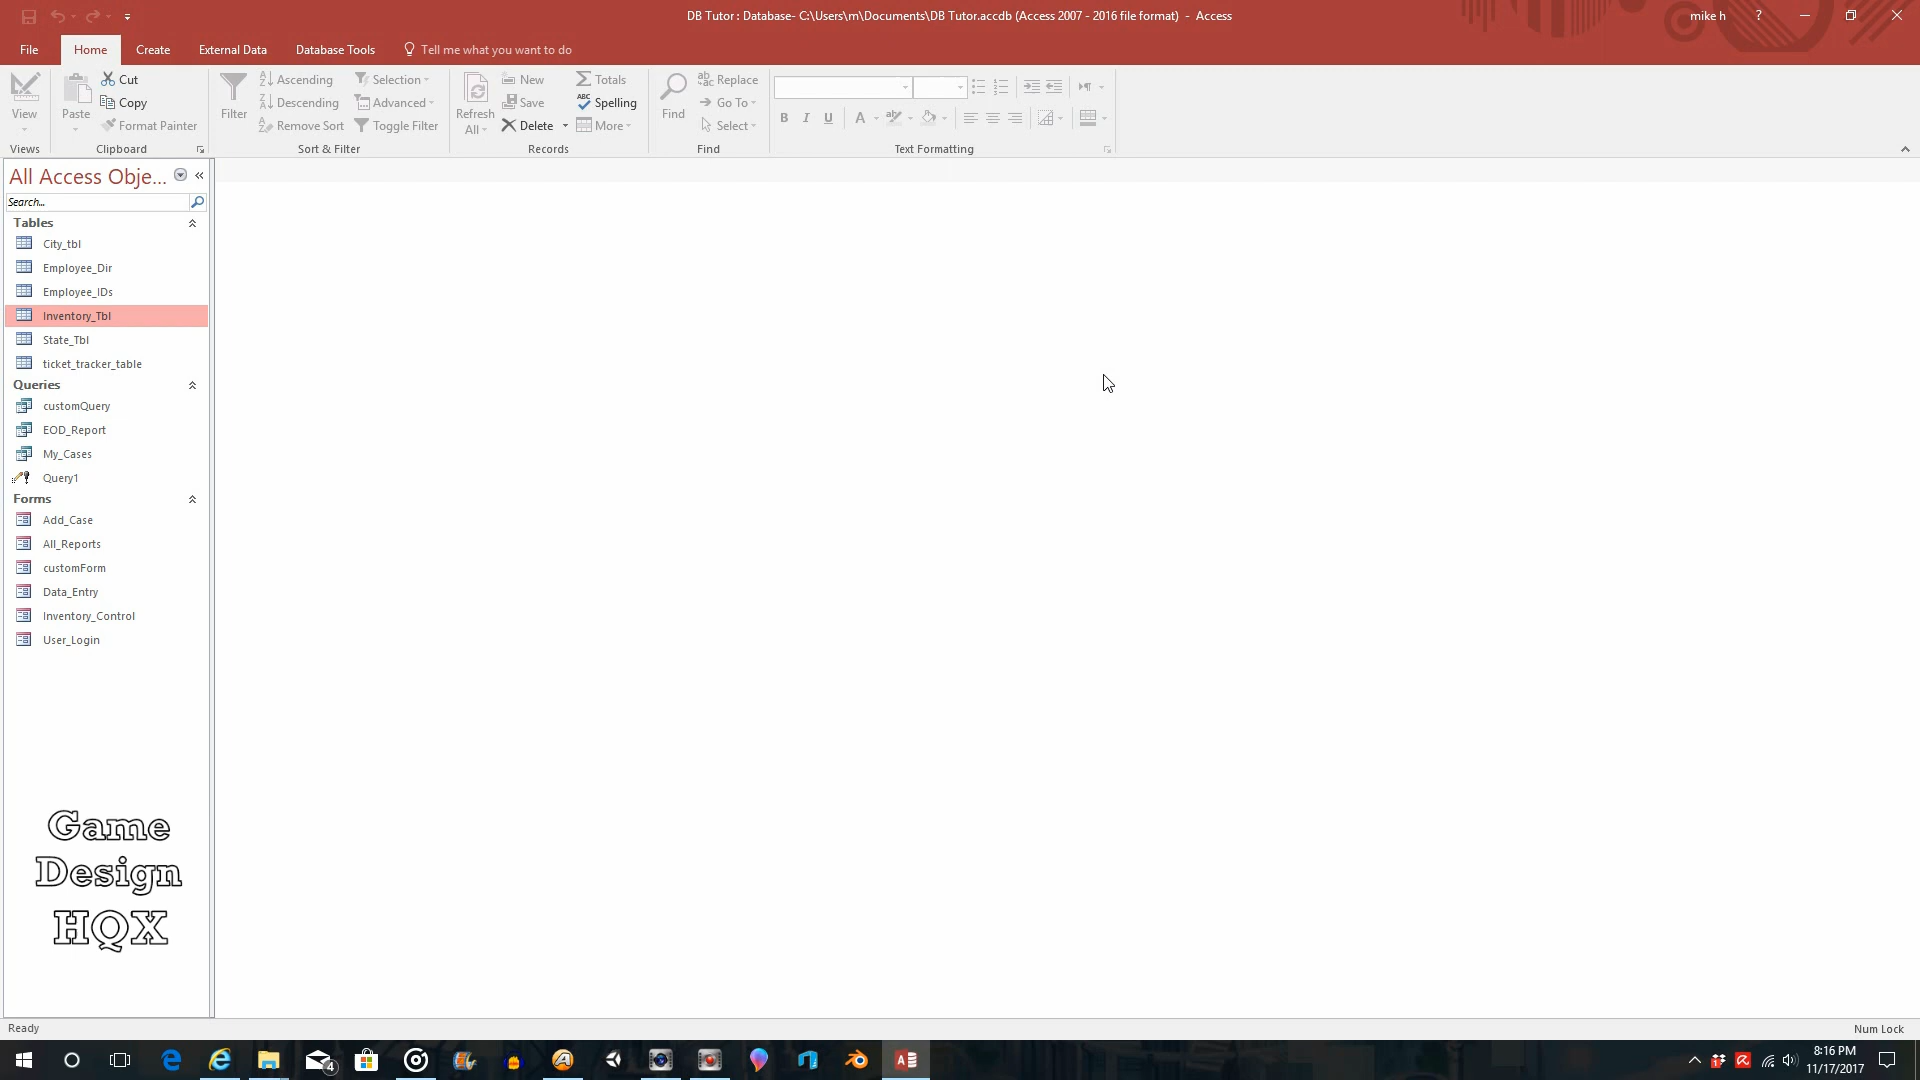 DB Tutor : Database- C:\Users\m\Documents\DB Tutor.accdb (Access 2007 - 2016 file format)  -  Access
mike h
?
File
Home
Create
External Data
Database Tools
Tell me what you want to do
View
Views
Paste
Cut
Copy
Format Painter
Clipboard
Filter
Ascending
Descending
Remove Sort
Selection
Advanced
Toggle Filter
Sort & Filter
Refresh
All
New
Save
Delete
Totals
Spelling
More
Records
Find
Replace
Go To
Select
Find
B I U A
Text Formatting
All Access Obje...
Search...
Tables
City_tbl
Employee_Dir
Employee_IDs
Inventory_Tbl
State_Tbl
ticket_tracker_table
Queries
customQuery
EOD_Report
My_Cases
Query1
Forms
Add_Case
All_Reports
customForm
Data_Entry
Inventory_Control
User_Login
Game
Design
HQX
Ready
Num Lock
4
8:16 PM
11/17/2017